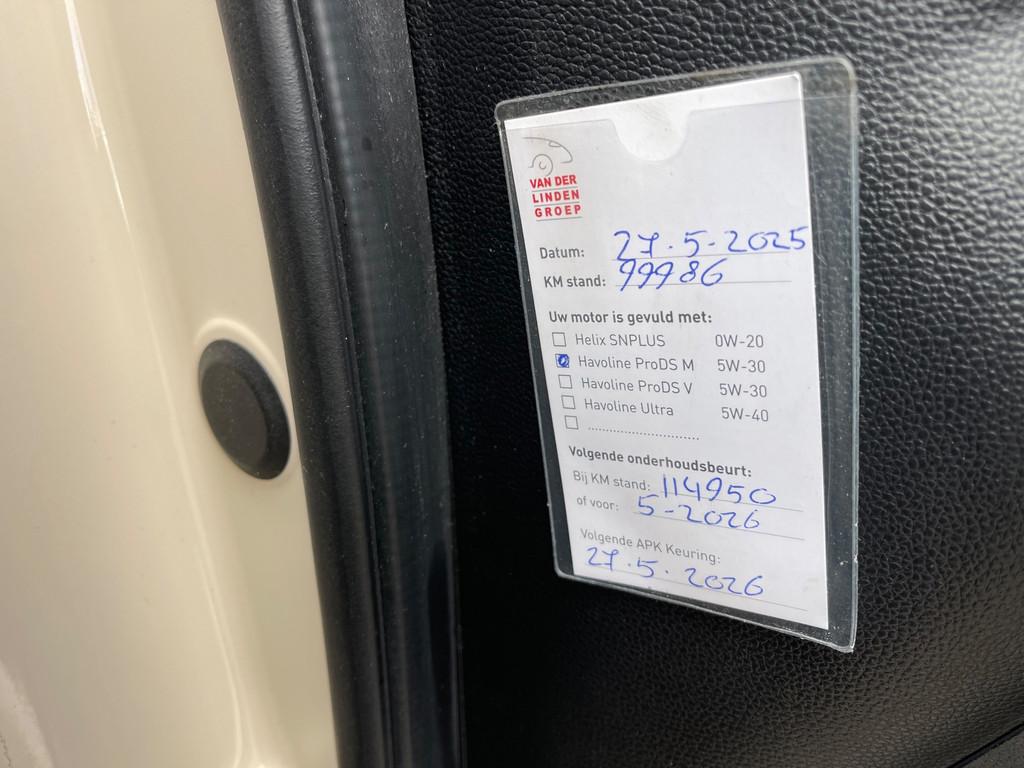 VAN DER
LINDEN
GROEP
Datum: 27.5-2025
KM stand: 99986
Uw motor is gevuld met:
Helix SNPLUS 0W-20
Havoline ProDS M 5W-30
Havoline ProDS V 5W-30
Havoline Ultra 5W-40
............................
Volgende onderhoudsbeurt:
Bij KM stand: 114950
of voor: 5-2026
Volgende APK Keuring:
27.5.2026